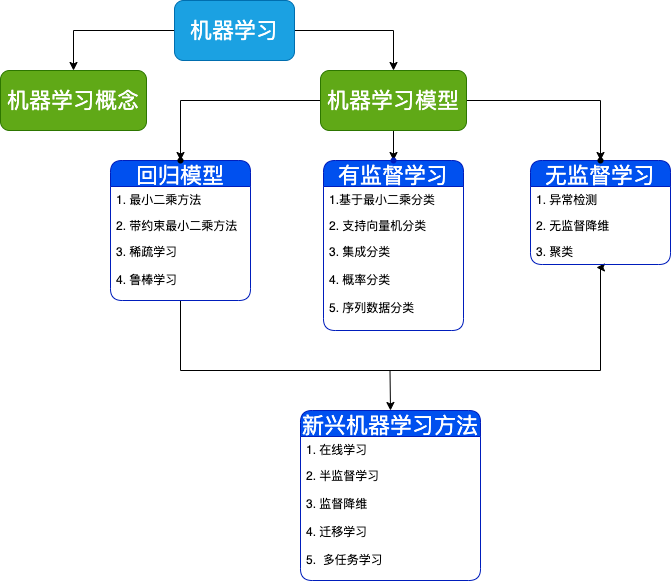 机器学习
机器学习概念
机器学习模型
回归模型
1. 最小二乘方法
2. 带约束最小二乘方法
3. 稀疏学习
4. 鲁棒学习
有监督学习
1.基于最小二乘分类
2. 支持向量机分类
3. 集成分类
4. 概率分类
5. 序列数据分类
无监督学习
1. 异常检测
2. 无监督降维
3. 聚类
新兴机器学习方法
1. 在线学习
2. 半监督学习
3. 监督降维
4. 迁移学习
5.  多任务学习